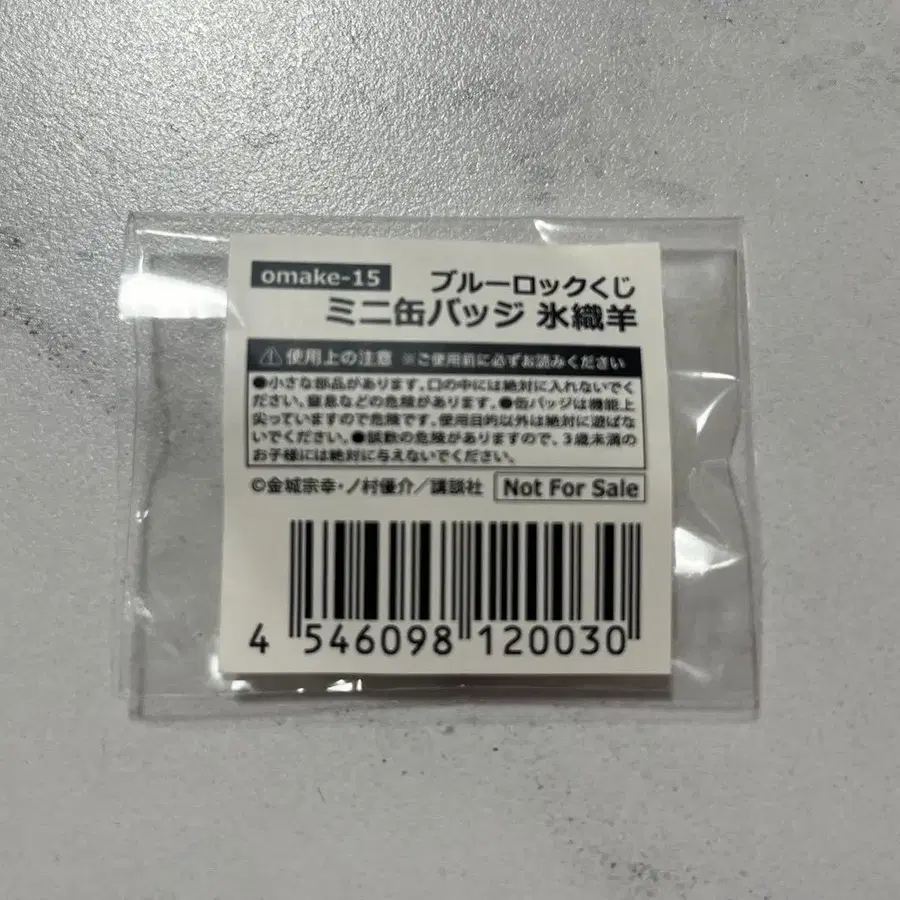 omake-15 ブルーロックくじ
ミニ缶バッジ 氷織羊
⚠使用上の注意 ※ご使用前に必ずお読みください
●小さな部品があります。口の中には絶対に入れないでく
ださい。窒息などの危険があります。●缶バッジは機能上
尖っていますので危険です。使用目的以外は絶対に遊ばな
いでください。●誤飲の危険がありますので、3歳未満の
お子様には絶対に与えないでください。
©金城宗幸・ノ村優介／講談社 Not For Sale
4 546098 120030